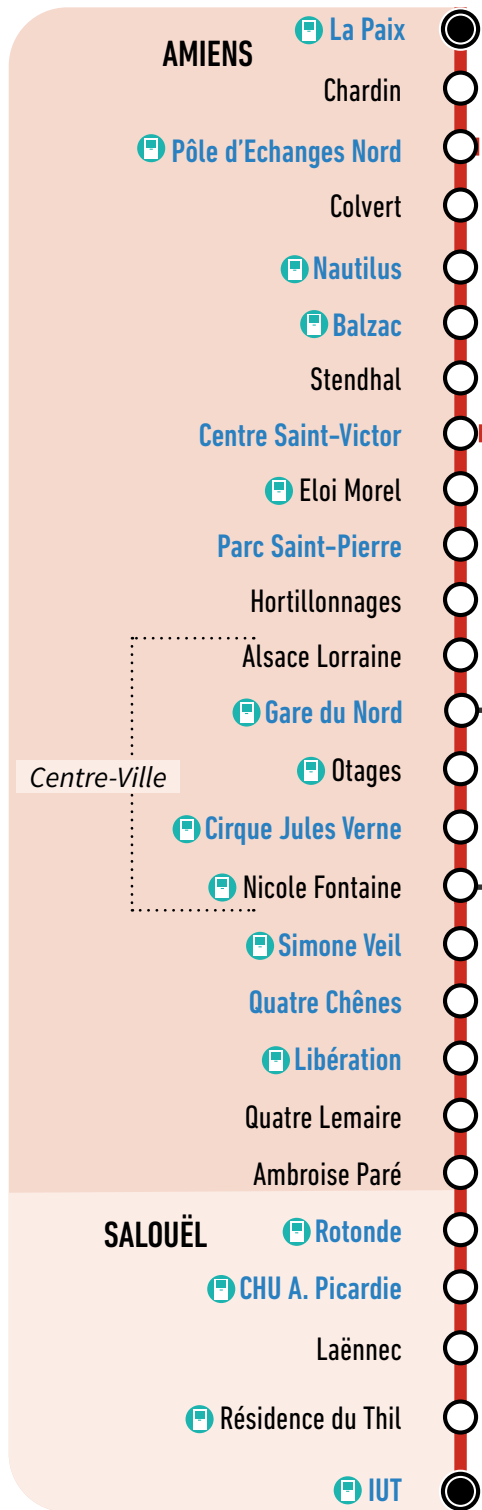 La Paix
AMIENS
Chardin
Pôle d'Echanges Nord
Colvert
Nautilus
Balzac
Stendhal
Centre Saint-Victor
Eloi Morel
Parc Saint-Pierre
Hortillonnages
Alsace Lorraine
Gare du Nord
Otages
Centre-Ville
Cirque Jules Verne
Nicole Fontaine
Simone Veil
Quatre Chênes
Libération
Quatre Lemaire
Ambroise Paré
SALOUËL Rotonde
CHU A. Picardie
Laënnec
Résidence du Thil
IUT